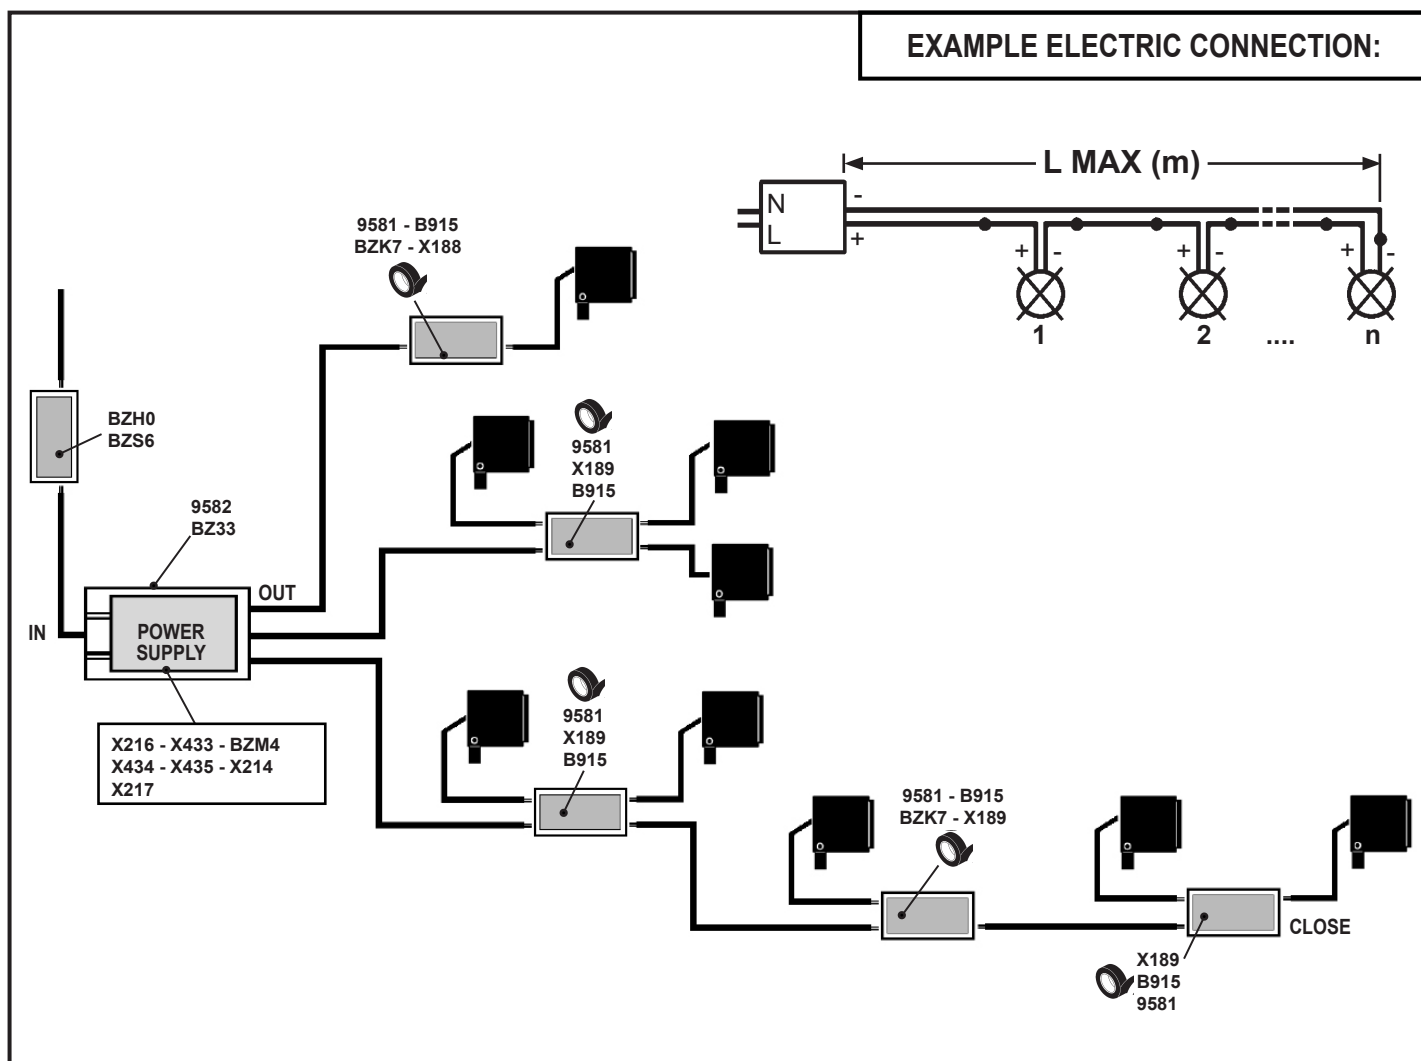 EXAMPLE ELECTRIC CONNECTION:
L MAX (m)
N
L
-
+
+ -
+ -
+ -
1
2
....
n
9581 - B915
BZK7 - X188
BZH0
BZS6
9581
X189
B915
9582
BZ33
OUT
IN
POWER
SUPPLY
X216 - X433 - BZM4
X434 - X435 - X214
X217
9581
X189
B915
9581 - B915
BZK7 - X189
CLOSE
X189
B915
9581